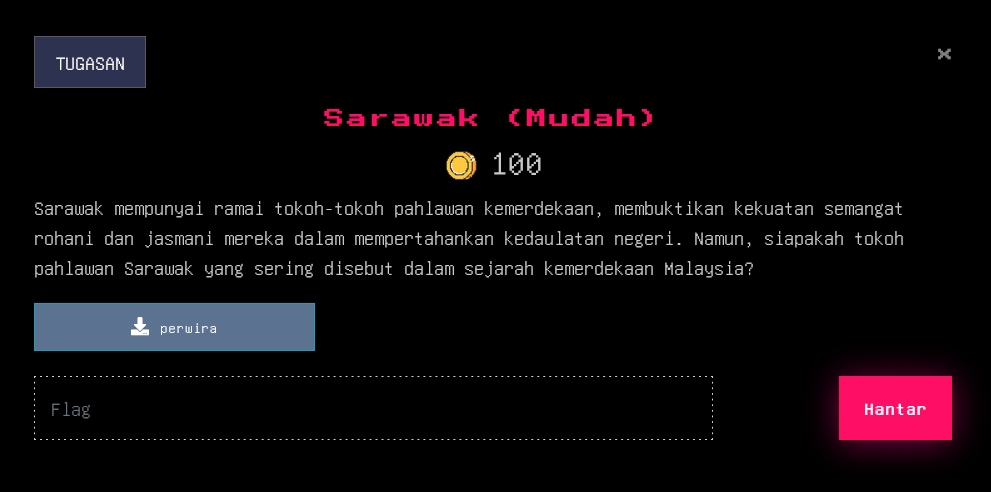 TUGASAN
×
Sarawak (Mudah)
100
Sarawak mempunyai ramai tokoh-tokoh pahlawan kemerdekaan, membuktikan kekuatan semangat
rohani dan jasmani mereka dalam mempertahankan kedaulatan negeri. Namun, siapakah tokoh
pahlawan Sarawak yang sering disebut dalam sejarah kemerdekaan Malaysia?
perwira
Flag
Hantar